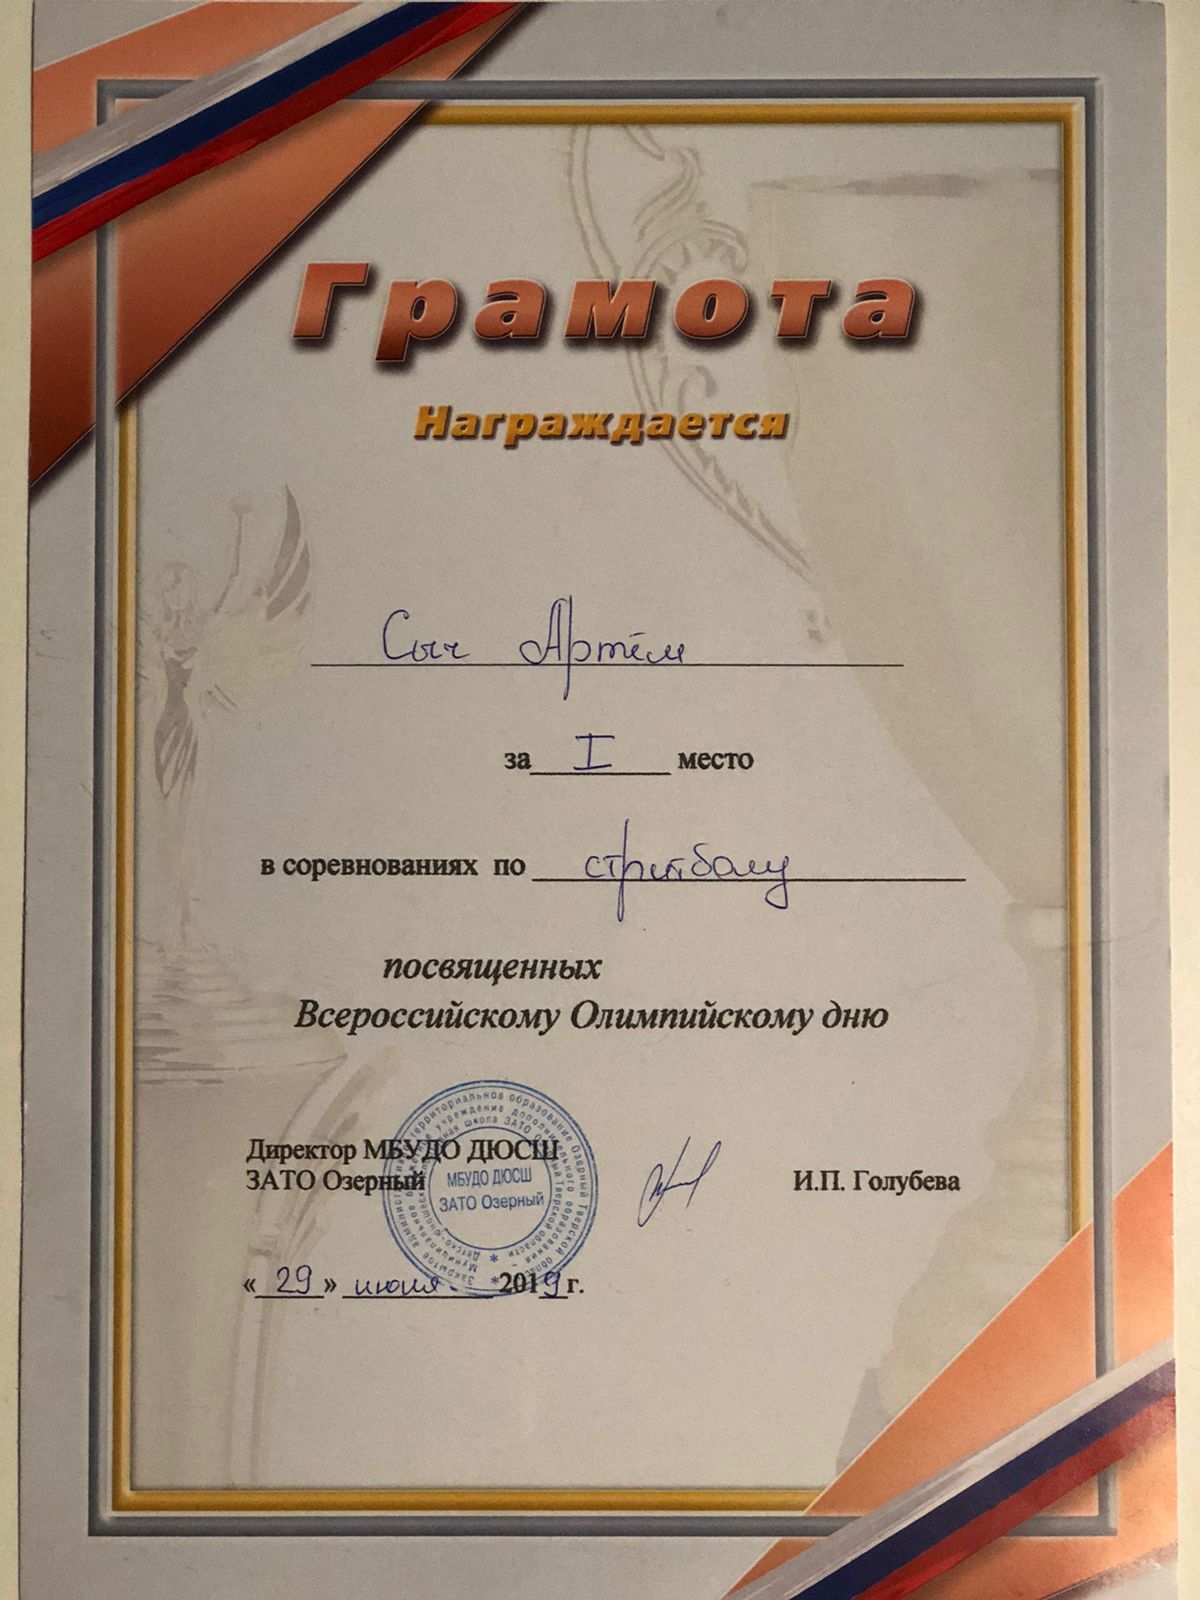 Грамота
Награждается
Сыч Артём
за I место
в соревнованиях по стритболу
посвященных
Всероссийскому Олимпийскому дню
Директор МБУДО ДЮСШ
ЗАТО Озерный И.П. Голубева
МБУДО ДЮСШ
ЗАТО Озерный
«29» июня 2019г.